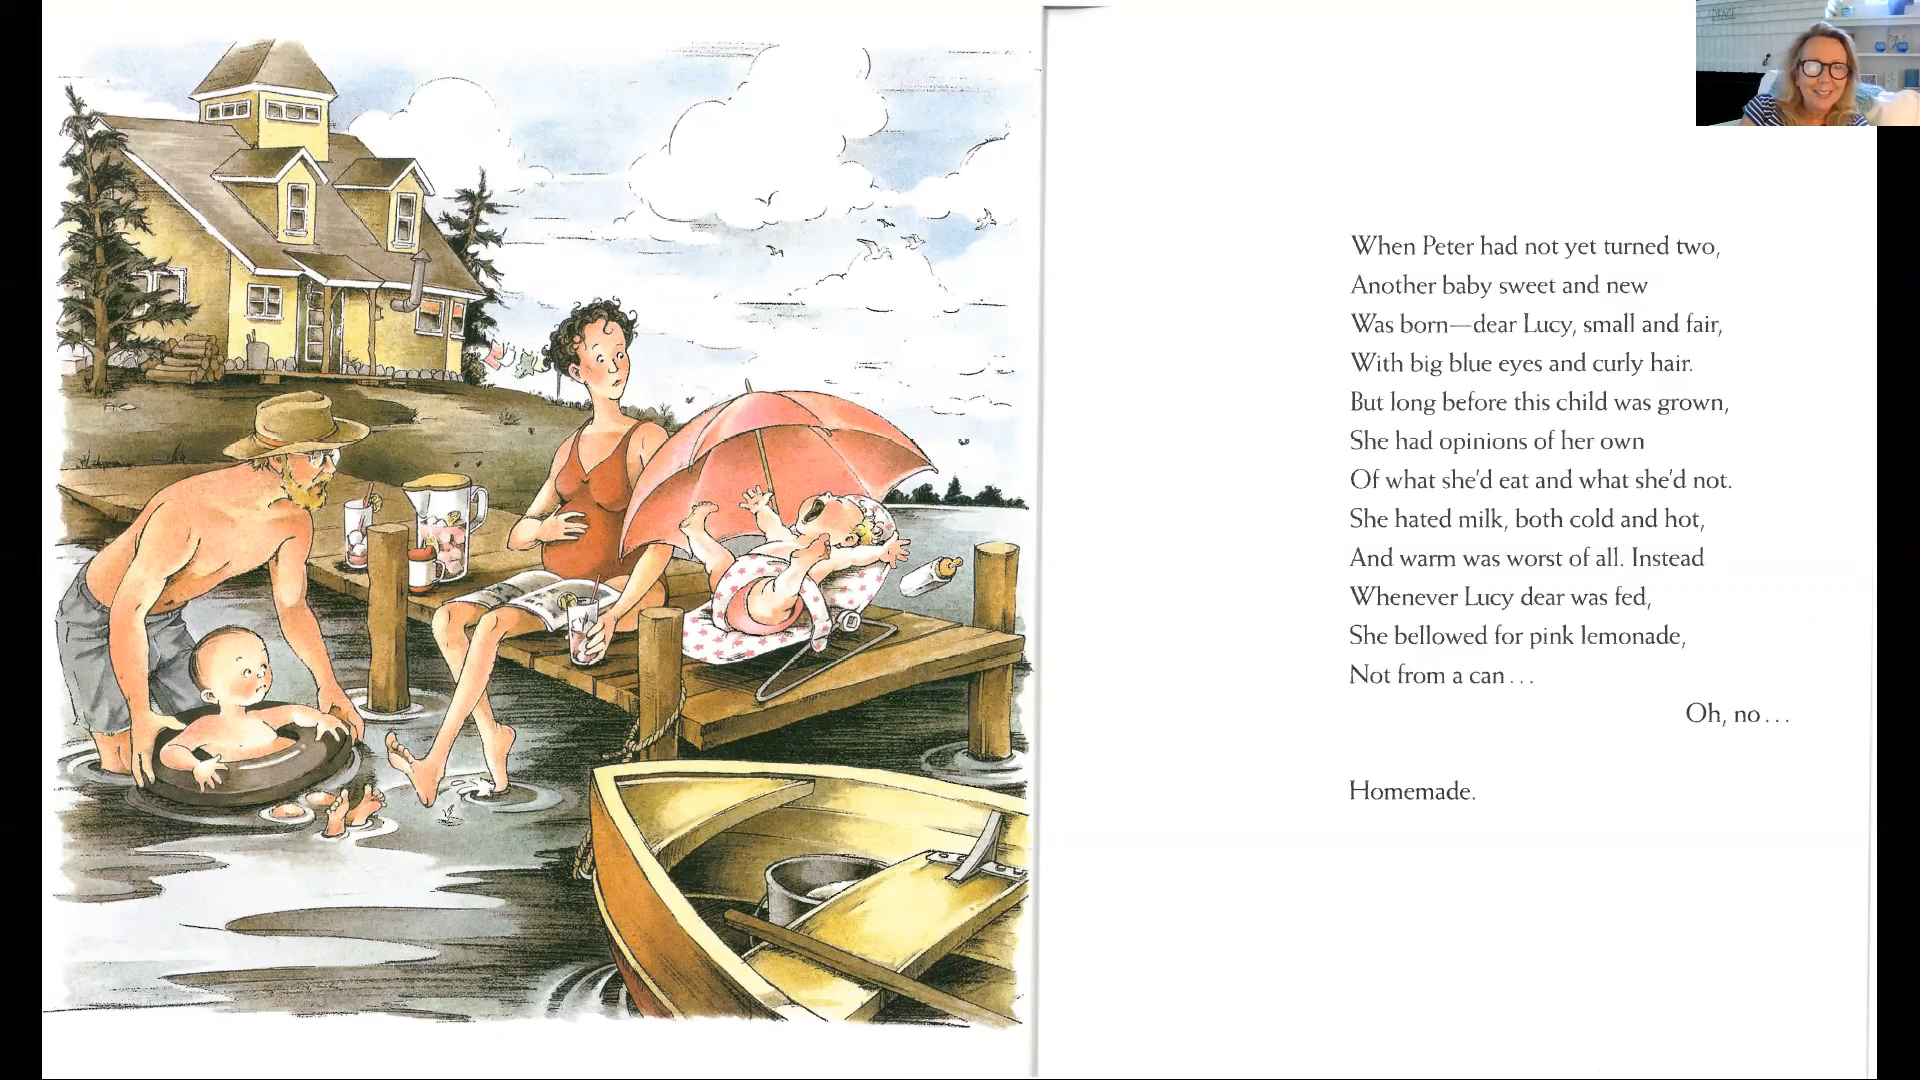 When Peter had not yet turned two,
Another baby sweet and new
Was born—dear Lucy, small and fair,
With big blue eyes and curly hair.
But long before this child was grown,
She had opinions of her own
Of what she'd eat and what she'd not.
She hated milk, both cold and hot,
And warm was worst of all. Instead
Whenever Lucy dear was fed,
She bellowed for pink lemonade,
Not from a can...
Oh, no...
Homemade.